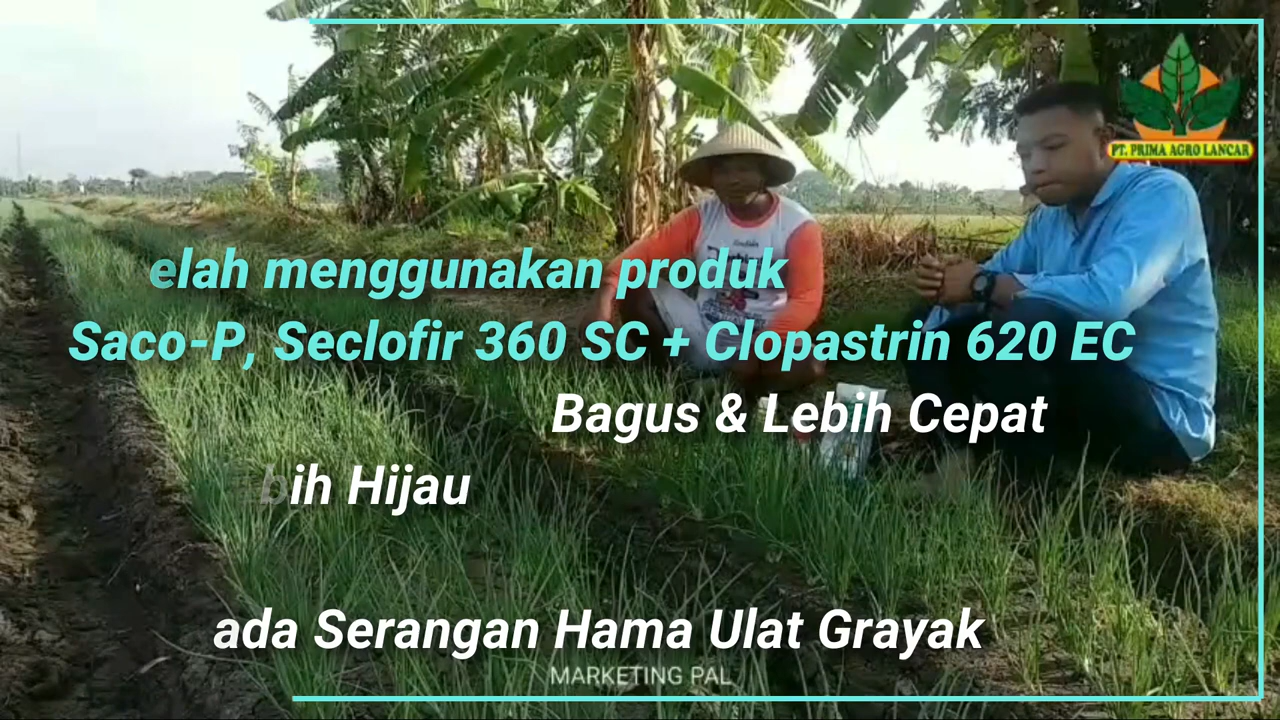 PT. PRIMA AGRO LANCAR
elah menggunakan produk
Saco-P, Seclofir 360 SC + Clopastrin 620 EC
Bagus & Lebih Cepat
bih Hijau
ada Serangan Hama Ulat Grayak
MARKETING PAL